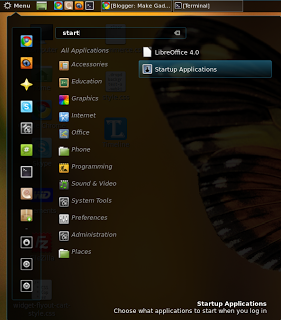 Menu
[Blogger: Make Gad...
[Terminal]
start
All Applications
Accessories
Education
Graphics
Internet
Office
Phone
Programming
Sound & Video
System Tools
Preferences
Administration
Places
LibreOffice 4.0
Startup Applications
Startup Applications
Choose what applications to start when you log in